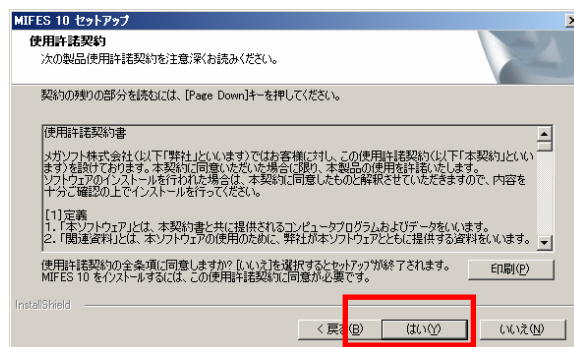 MIFES 10 セットアップ
使用許諾契約
次の製品使用許諾契約を注意深くお読みください。
契約の残りの部分を読むには、[Page Down]キーを押してください。
使用許諾契約書
メガソフト株式会社(以下「弊社」といいます)ではお客様に対し、この使用許諾契約(以下「本契約」といい
ます)を設けております。本契約に同意いただいた場合に限り、本製品の使用を許諾いたします。
ソフトウェアのインストールを行われた場合は、本契約に同意したものと解釈させていただきますので、内容を
十分ご確認の上でインストールを行ってください。
[1]定義
1.「本ソフトウェア」とは、本契約書と共に提供されるコンピュータプログラムおよびデータをいいます。
2.「関連資料」とは、本ソフトウェアの使用のために、弊社が本ソフトウェアとともに提供する資料をいいます。
使用許諾契約の全条項に同意しますか? [いいえ]を選択するとセットアップが終了されます。
MIFES 10 をインストールするには、この使用許諾契約に同意が必要です。
印刷(P)
InstallShield
< 戻る(B)
はい(Y)
いいえ(N)